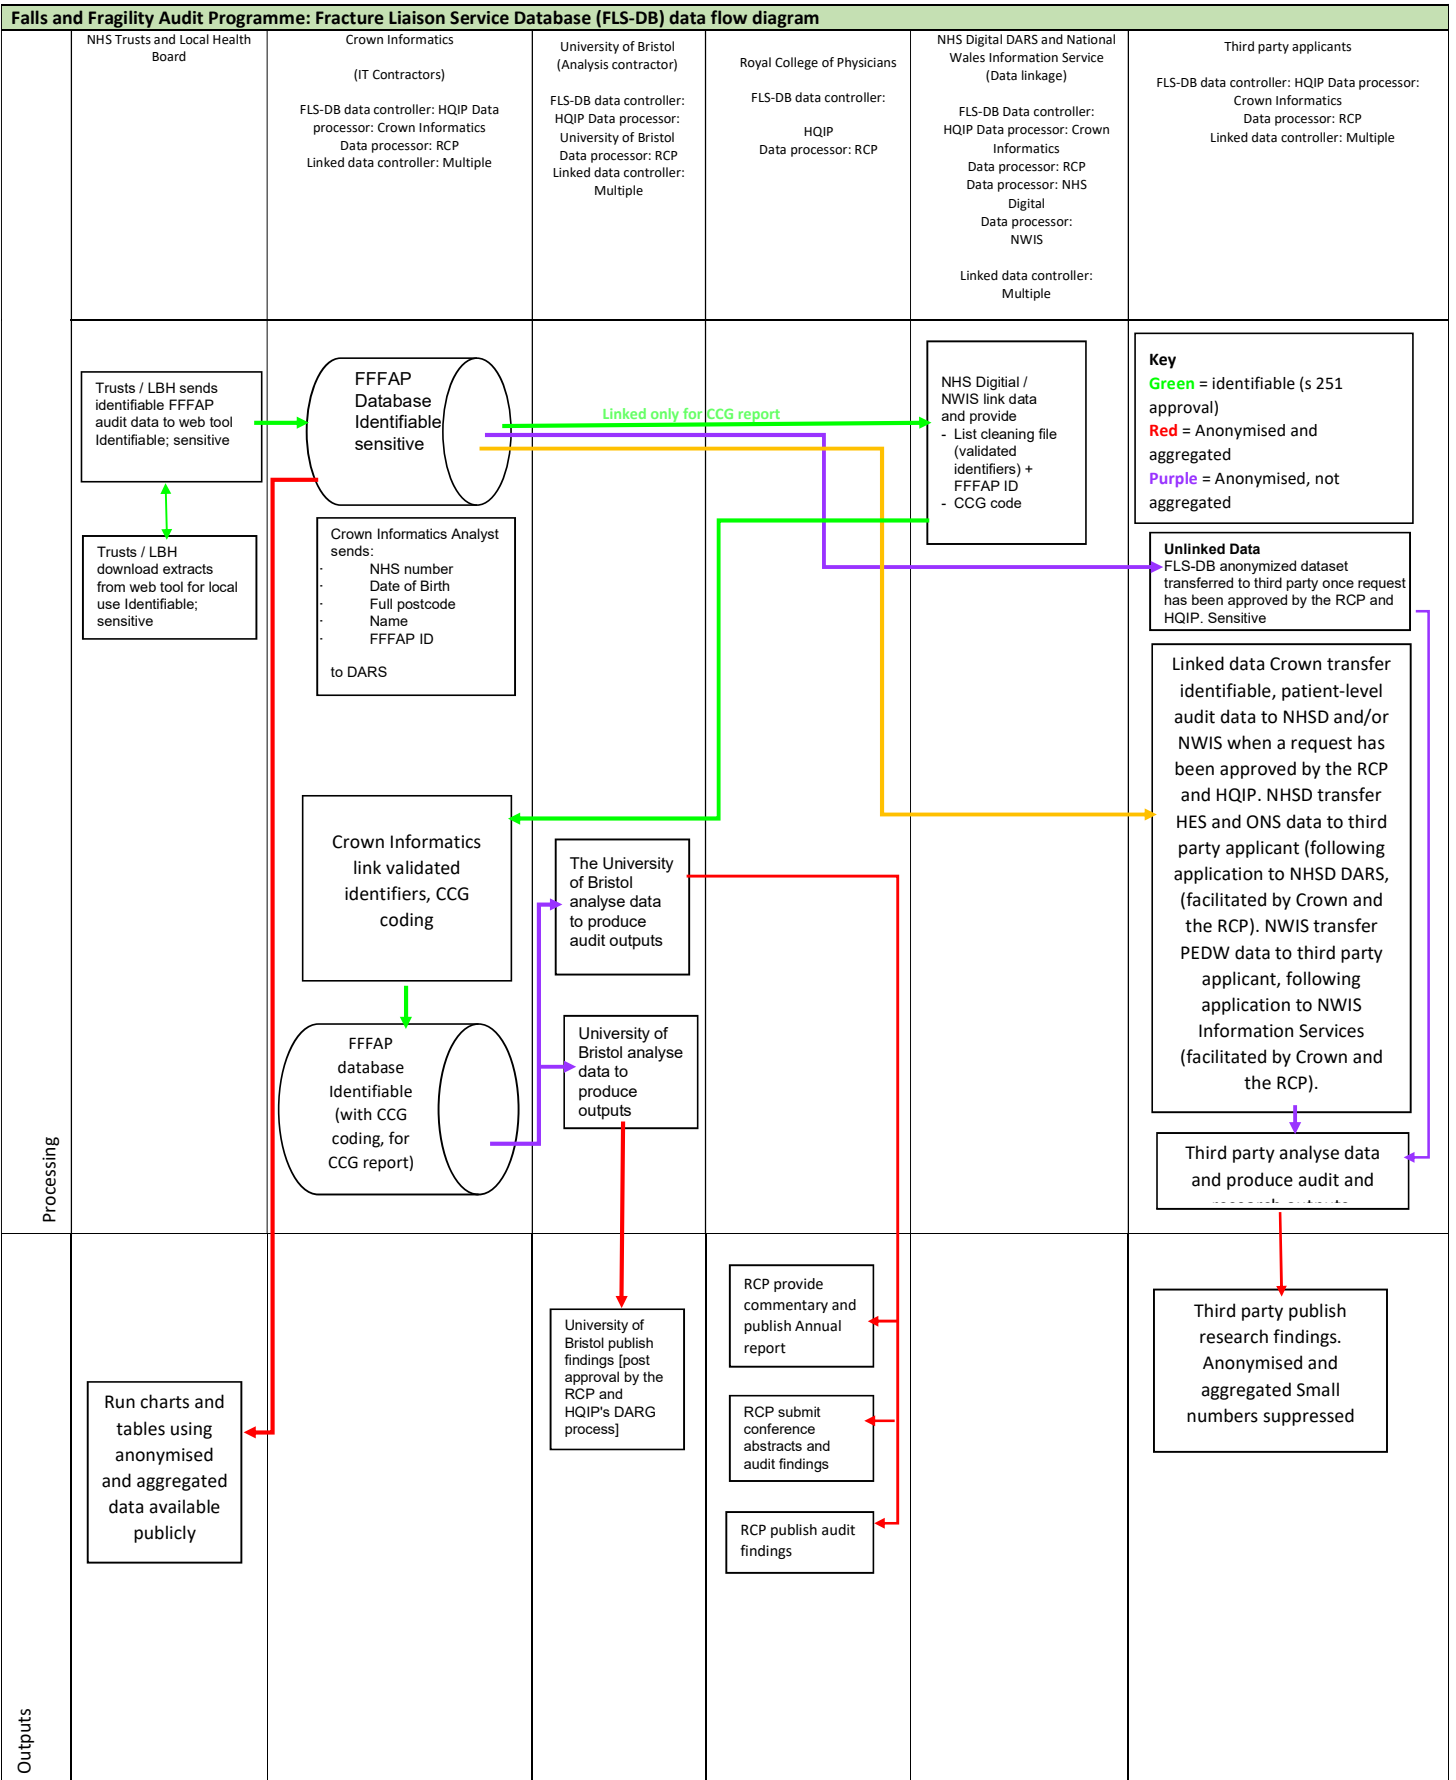 Falls and Fragility Audit Programme: Fracture Liaison Service Database (FLS-DB) data flow diagram
NHS Trusts and Local Health
Board
Crown Informatics
(IT Contractors)
FLS-DB data controller: HQIP Data
processor: Crown Informatics
Data processor: RCP
Linked data controller: Multiple
University of Bristol
(Analysis contractor)
FLS-DB data controller:
HQIP Data processor:
University of Bristol
Data processor: RCP
Linked data controller:
Multiple
Royal College of Physicians
FLS-DB data controller:
HQIP
Data processor: RCP
NHS Digital DARS and National
Wales Information Service
(Data linkage)
FLS-DB Data controller:
HQIP Data processor: Crown
Informatics
Data processor: RCP
Data processor: NHS
Digital
Data processor:
NWIS
Linked data controller:
Multiple
Third party applicants
FLS-DB data controller: HQIP Data processor:
Crown Informatics
Data processor: RCP
Linked data controller: Multiple
Processing
Trusts / LBH sends
identifiable FFFAP
audit data to web tool
Identifiable; sensitive
Trusts / LBH
download extracts
from web tool for local
use Identifiable;
sensitive
FFFAP
Database
Identifiable
sensitive
Linked only for CCG report
Crown Informatics Analyst
sends:
· NHS number
· Date of Birth
· Full postcode
· Name
· FFFAP ID
to DARS
Crown Informatics
link validated
identifiers, CCG
coding
FFFAP
database
Identifiable
(with CCG
coding, for
CCG report)
The University
of Bristol
analyse data
to produce
audit outputs
University of
Bristol analyse
data to
produce
outputs
NHS Digitial /
NWIS link data
and provide
- List cleaning file
(validated
identifiers) +
FFFAP ID
- CCG code
Key
Green = identifiable (s 251
approval)
Red = Anonymised and
aggregated
Purple = Anonymised, not
aggregated
Unlinked Data
FLS-DB anonymized dataset
transferred to third party once request
has been approved by the RCP and
HQIP. Sensitive
Linked data Crown transfer
identifiable, patient-level
audit data to NHSD and/or
NWIS when a request has
been approved by the RCP
and HQIP. NHSD transfer
HES and ONS data to third
party applicant (following
application to NHSD DARS,
(facilitated by Crown and
the RCP). NWIS transfer
PEDW data to third party
applicant, following
application to NWIS
Information Services
(facilitated by Crown and
the RCP).
Third party analyse data
and produce audit and
Outputs
Run charts and
tables using
anonymised
and aggregated
data available
publicly
University of
Bristol publish
findings [post
approval by the
RCP and
HQIP's DARG
process]
RCP provide
commentary and
publish Annual
report
RCP submit
conference
abstracts and
audit findings
RCP publish audit
findings
Third party publish
research findings.
Anonymised and
aggregated Small
numbers suppressed